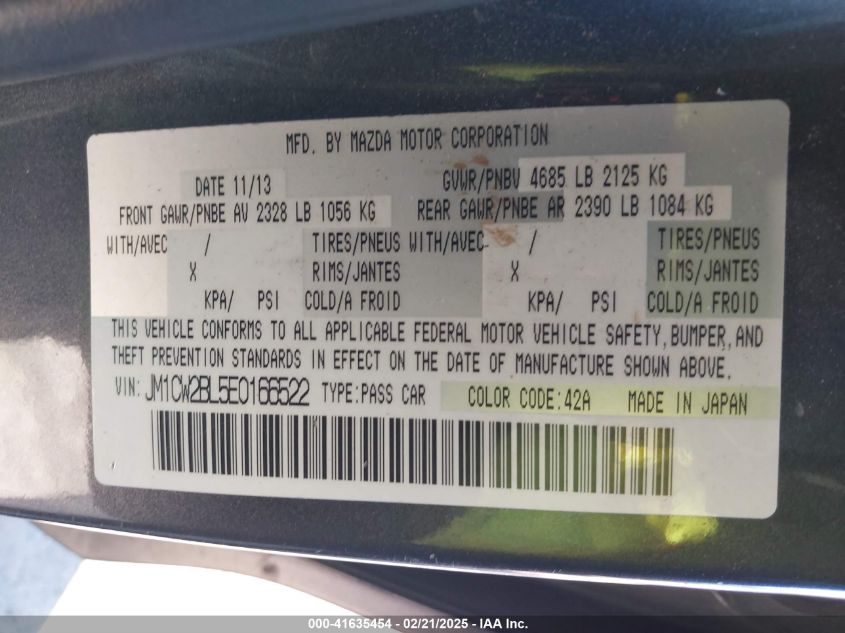 MFD. BY MAZDA MOTOR CORPORATION
DATE 11/13 GVWR/PNBV 4685 LB 2125 KG
FRONT GAWR/PNBE AV 2328 LB 1056 KG REAR GAWR/PNBE AR 2390 LB 1084 KG
WITH/AVEC / TIRES/PNEUS WITH/AVEC / TIRES/PNEUS
X RIMS/JANTES X RIMS/JANTES
KPA/ PSI COLD/A FROID KPA/ PSI COLD/A FROID
THIS VEHICLE CONFORMS TO ALL APPLICABLE FEDERAL MOTOR VEHICLE SAFETY, BUMPER, AND
THEFT PREVENTION STANDARDS IN EFFECT ON THE DATE OF MANUFACTURE SHOWN ABOVE.
VIN: JM1CW2BL5E0166522 TYPE:PASS CAR COLOR CODE:42A MADE IN JAPAN
000-41635454 - 02/21/2025 - IAA Inc.